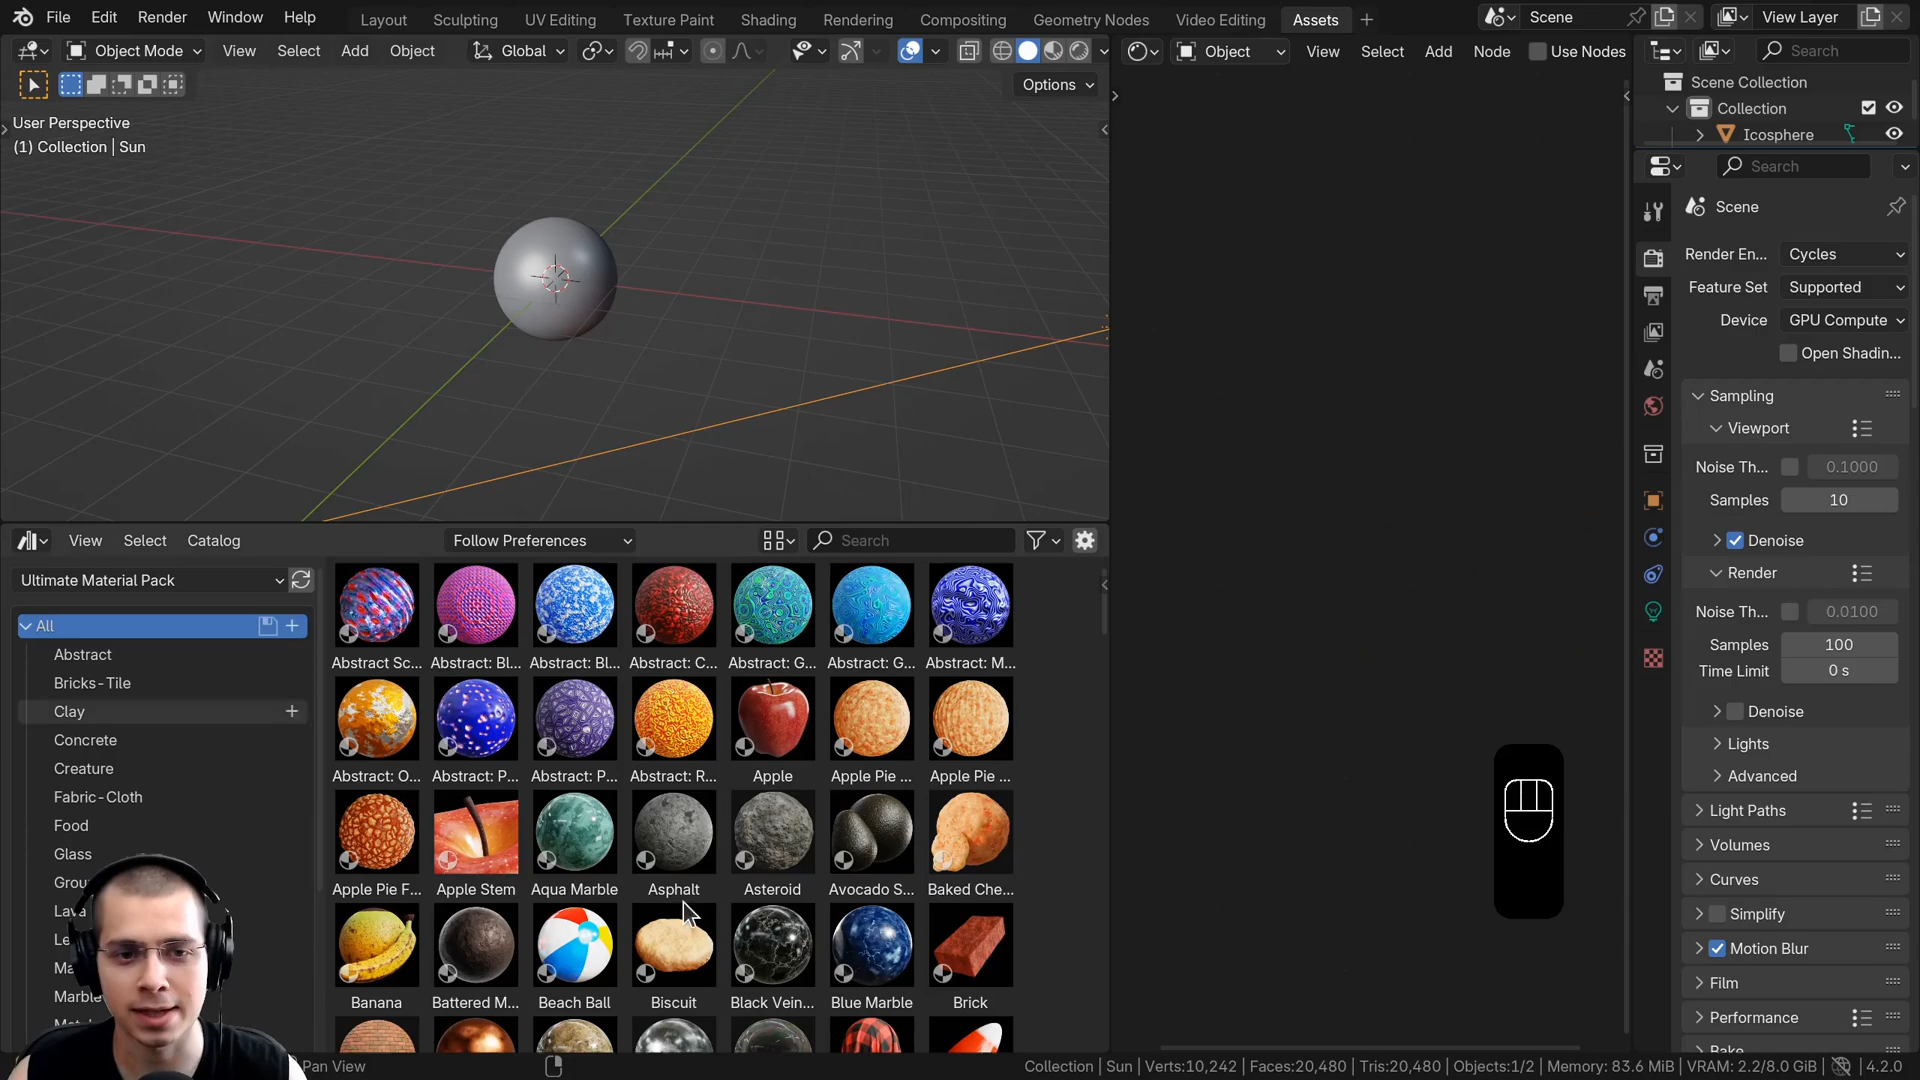 File Edit Render Window Help Layout Sculpting UV Editing Texture Paint Shading Rendering Compositing Geometry Nodes Video Editing Assets Scene View Layer
Object Mode View Select Add Object Global Options
User Perspective
(1) Collection | Sun
Object View Select Add Node Use Nodes
Search
Scene Collection
Collection
Icosphere
Search
Scene
Render En... Cycles
Feature Set Supported
Device GPU Compute
Open Shadin...
Sampling
Viewport
Noise Th... 0.1000
Samples 10
Denoise
Render
Noise Th... 0.0100
Samples 100
Time Limit 0 s
Denoise
Lights
Advanced
Light Paths
Volumes
Curves
Simplify
Motion Blur
Film
Performance
Bake
View Select Catalog Follow Preferences Search
Ultimate Material Pack
All
Abstract
Bricks-Tile
Clay
Concrete
Creature
Fabric-Cloth
Food
Glass
Grou
Lava
Le
Ma
Marble
Abstract Sc... Abstract: Bl... Abstract: Bl... Abstract: C... Abstract: G... Abstract: G... Abstract: M...
Abstract: O... Abstract: P... Abstract: P... Abstract: R... Apple Apple Pie ... Apple Pie ...
Apple Pie F... Apple Stem Aqua Marble Asphalt Asteroid Avocado S... Baked Che...
Banana Battered M... Beach Ball Biscuit Black Vein... Blue Marble Brick
Pan View
Collection | Sun | Verts:10,242 | Faces:20,480 | Tris:20,480 | Objects:1/2 | Memory: 83.6 MiB | VRAM: 2.2/8.0 GiB | 4.2.0